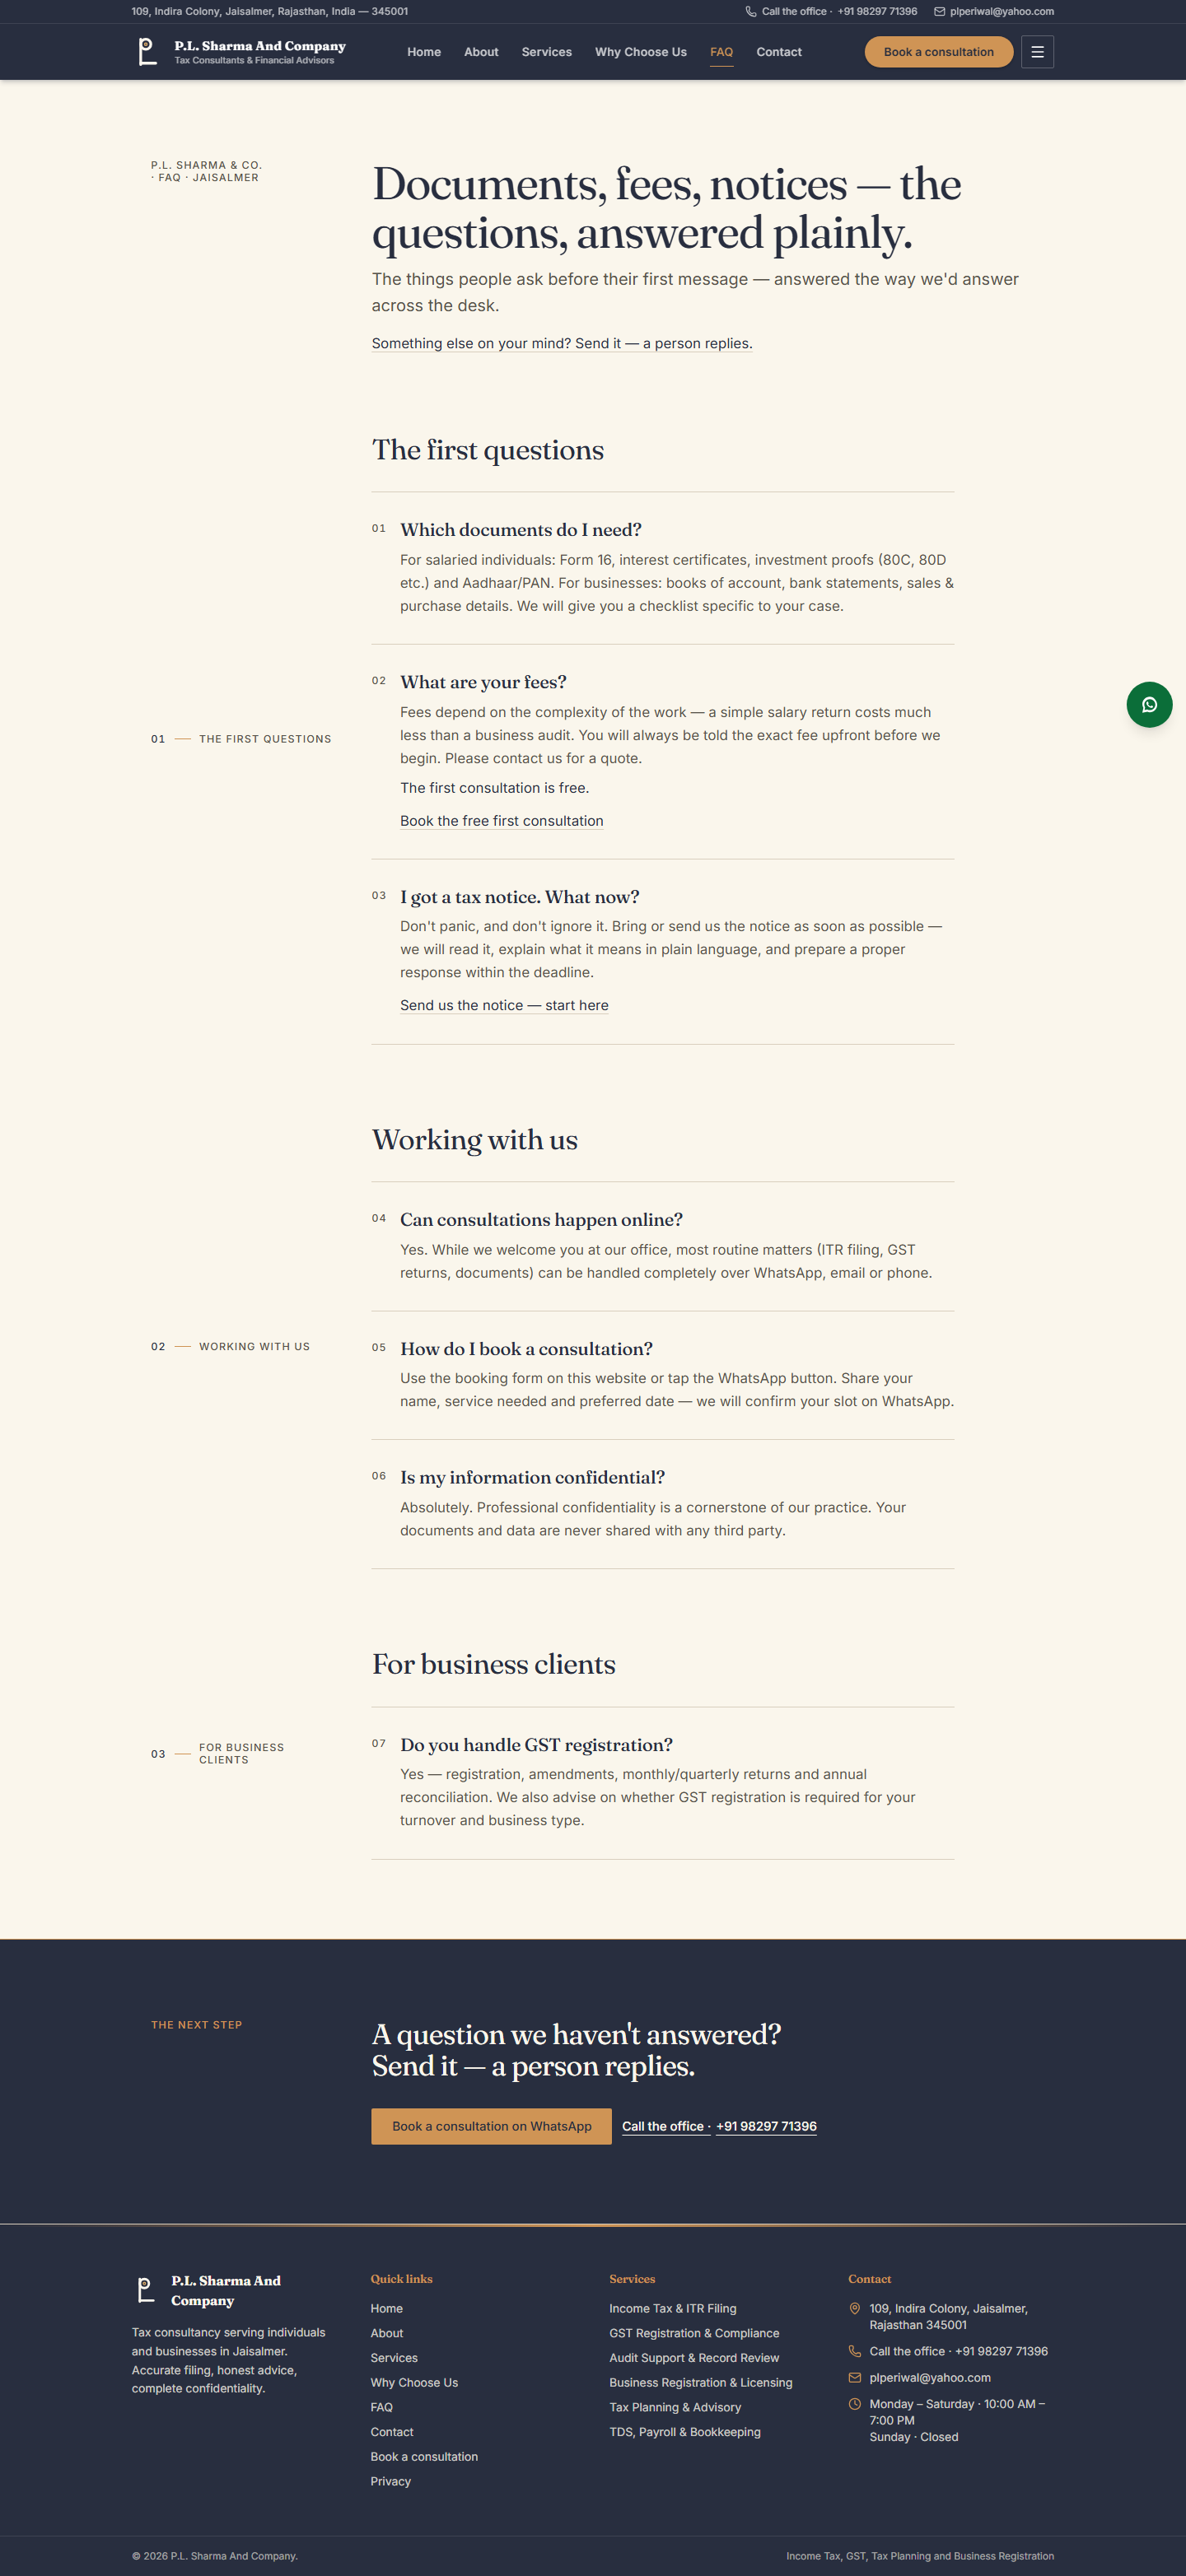 109, Indira Colony, Jaisalmer, Rajasthan, India — 345001
Call the office · +91 98297 71396
plperiwal@yahoo.com
P.L. Sharma And Company
Tax Consultants & Financial Advisors
Home
About
Services
Why Choose Us
FAQ
Contact
Book a consultation
P.L. SHARMA & CO.
· FAQ · JAISALMER
Documents, fees, notices — the
questions, answered plainly.
The things people ask before their first message — answered the way we'd answer
across the desk.
Something else on your mind? Send it — a person replies.
01 — THE FIRST QUESTIONS
The first questions
01 Which documents do I need?
For salaried individuals: Form 16, interest certificates, investment proofs (80C, 80D
etc.) and Aadhaar/PAN. For businesses: books of account, bank statements, sales &
purchase details. We will give you a checklist specific to your case.
02 What are your fees?
Fees depend on the complexity of the work — a simple salary return costs much
less than a business audit. You will always be told the exact fee upfront before we
begin. Please contact us for a quote.
The first consultation is free.
Book the free first consultation
03 I got a tax notice. What now?
Don't panic, and don't ignore it. Bring or send us the notice as soon as possible —
we will read it, explain what it means in plain language, and prepare a proper
response within the deadline.
Send us the notice — start here
02 — WORKING WITH US
Working with us
04 Can consultations happen online?
Yes. While we welcome you at our office, most routine matters (ITR filing, GST
returns, documents) can be handled completely over WhatsApp, email or phone.
05 How do I book a consultation?
Use the booking form on this website or tap the WhatsApp button. Share your
name, service needed and preferred date — we will confirm your slot on WhatsApp.
06 Is my information confidential?
Absolutely. Professional confidentiality is a cornerstone of our practice. Your
documents and data are never shared with any third party.
03 — FOR BUSINESS
CLIENTS
For business clients
07 Do you handle GST registration?
Yes — registration, amendments, monthly/quarterly returns and annual
reconciliation. We also advise on whether GST registration is required for your
turnover and business type.
THE NEXT STEP
A question we haven't answered?
Send it — a person replies.
Book a consultation on WhatsApp
Call the office · +91 98297 71396
P.L. Sharma And
Company
Tax consultancy serving individuals
and businesses in Jaisalmer.
Accurate filing, honest advice,
complete confidentiality.
Quick links
Home
About
Services
Why Choose Us
FAQ
Contact
Book a consultation
Privacy
Services
Income Tax & ITR Filing
GST Registration & Compliance
Audit Support & Record Review
Business Registration & Licensing
Tax Planning & Advisory
TDS, Payroll & Bookkeeping
Contact
109, Indira Colony, Jaisalmer,
Rajasthan 345001
Call the office · +91 98297 71396
plperiwal@yahoo.com
Monday – Saturday · 10:00 AM –
7:00 PM
Sunday · Closed
© 2026 P.L. Sharma And Company.
Income Tax, GST, Tax Planning and Business Registration